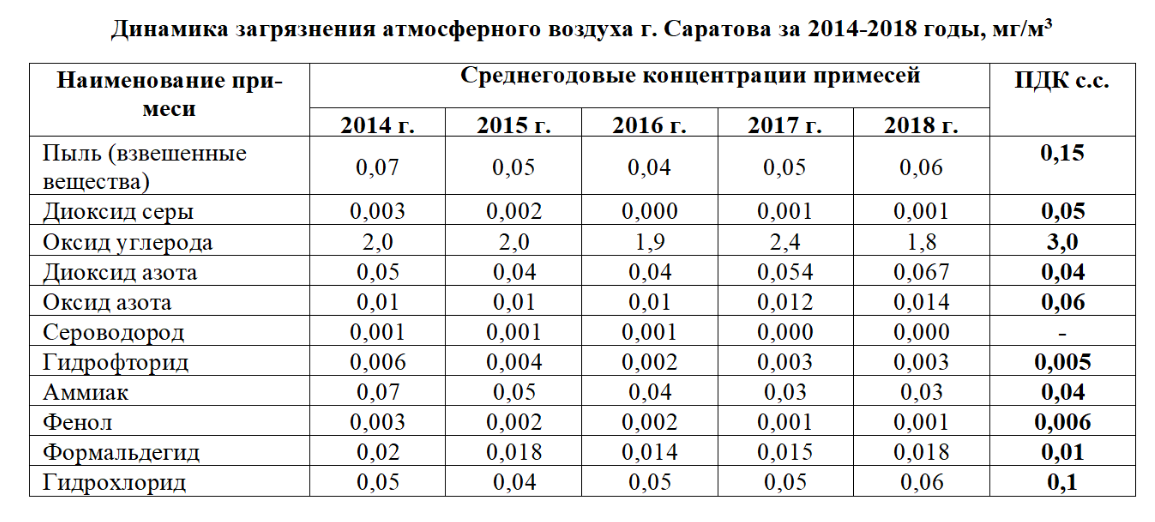 Динамика загрязнения атмосферного воздуха г. Саратова за 2014-2018 годы, мг/м³
Наименование при- Среднегодовые концентрации примесей ПДК с.с.
меси
2014 г. 2015 г. 2016 г. 2017 г. 2018 г.
Пыль (взвешенные 0,07 0,05 0,04 0,05 0,06 0,15
вещества)
Диоксид серы 0,003 0,002 0,000 0,001 0,001 0,05
Оксид углерода 2,0 2,0 1,9 2,4 1,8 3,0
Диоксид азота 0,05 0,04 0,04 0,054 0,067 0,04
Оксид азота 0,01 0,01 0,01 0,012 0,014 0,06
Сероводород 0,001 0,001 0,001 0,000 0,000 -
Гидрофторид 0,006 0,004 0,002 0,003 0,003 0,005
Аммиак 0,07 0,05 0,04 0,03 0,03 0,04
Фенол 0,003 0,002 0,002 0,001 0,001 0,006
Формальдегид 0,02 0,018 0,014 0,015 0,018 0,01
Гидрохлорид 0,05 0,04 0,05 0,05 0,06 0,1